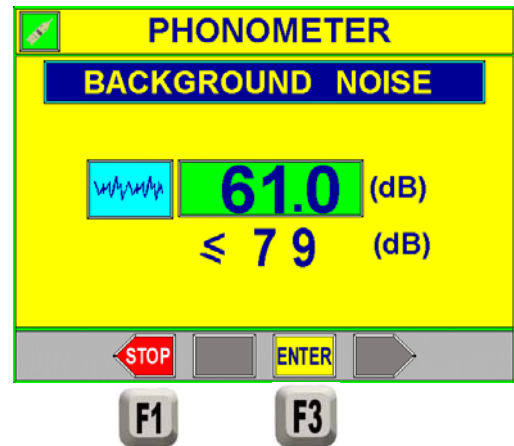 PHONOMETER
BACKGROUND NOISE
61.0 (dB)
≤ 79 (dB)
STOP ENTER
F1 F3